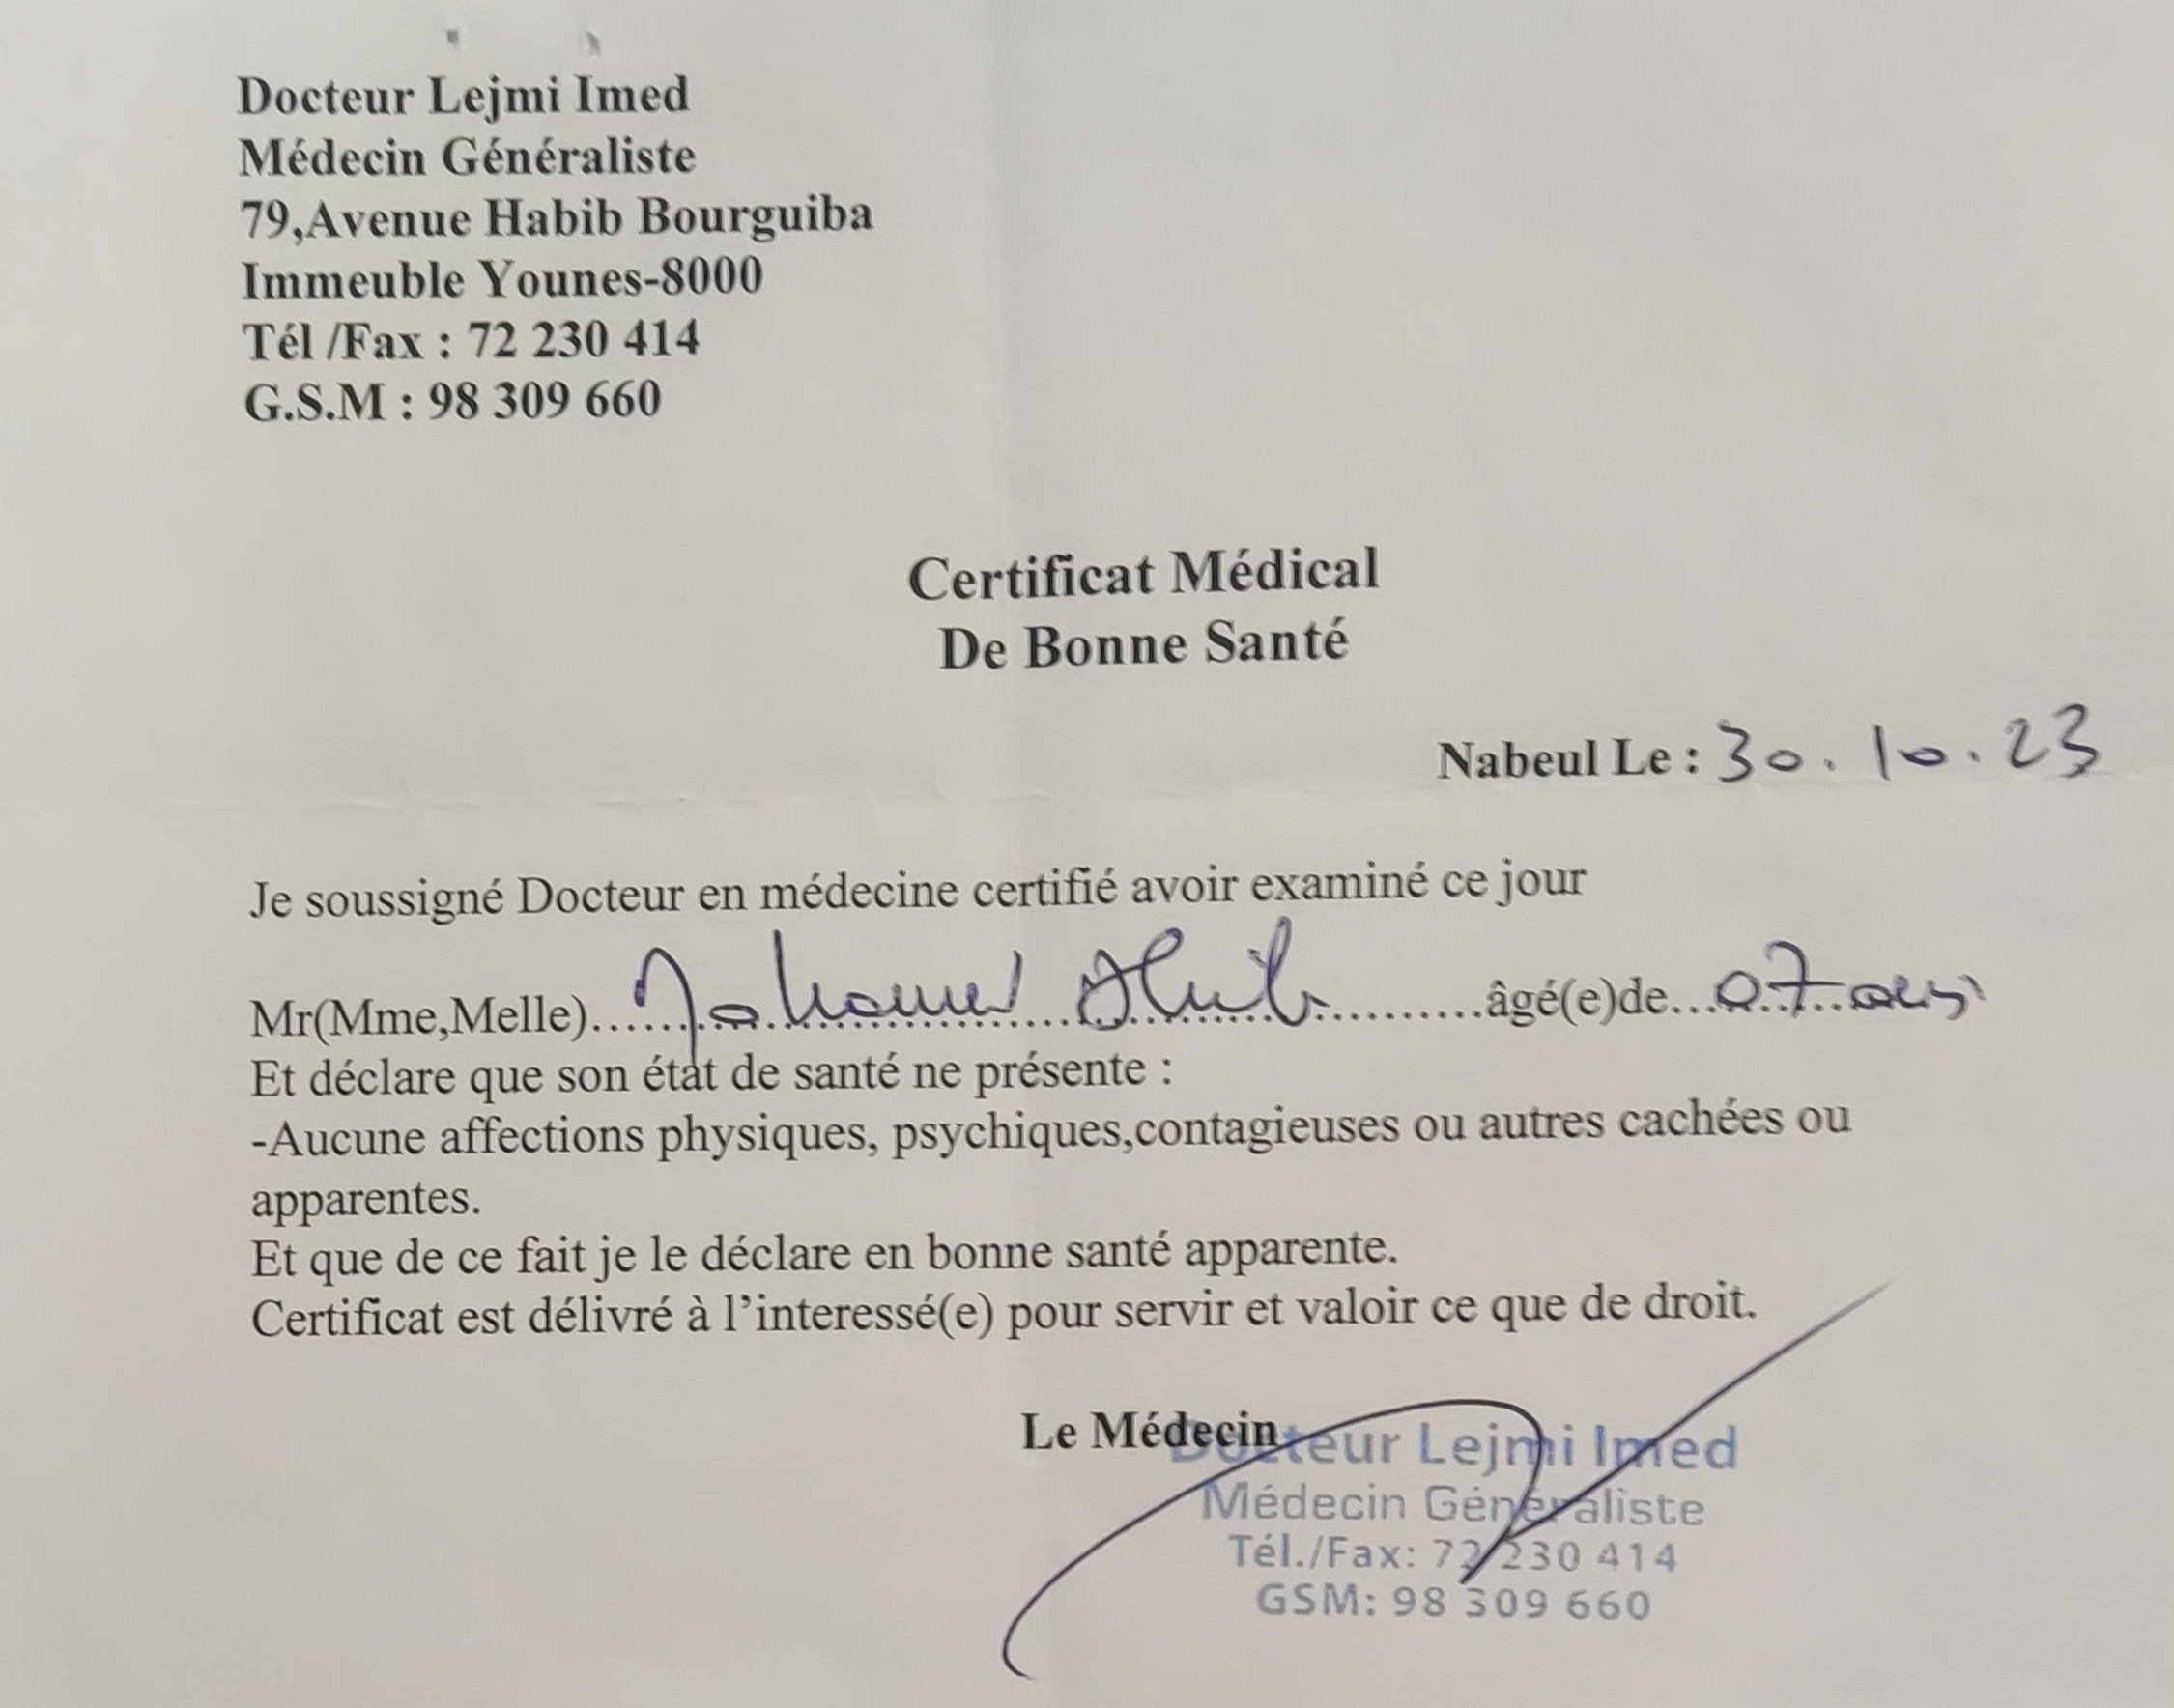 Docteur Lejmi Imed
Médecin Généraliste
79,Avenue Habib Bourguiba
Immeuble Younes-8000
Tél /Fax : 72 230 414
G.S.M : 98 309 660
Certificat Médical
De Bonne Santé
Nabeul Le : 30.10.23
Je soussigné Docteur en médecine certifié avoir examiné ce jour
Mr(Mme,Melle)......Mohamed..............âgé(e)de...07 ans
Et déclare que son état de santé ne présente :
-Aucune affections physiques, psychiques,contagieuses ou autres cachées ou
apparentes.
Et que de ce fait je le déclare en bonne santé apparente.
Certificat est délivré à l’interessé(e) pour servir et valoir ce que de droit.
Le Médecin
Docteur Lejmi Imed
Médecin Généraliste
Tél./Fax: 72 230 414
GSM: 98 309 660